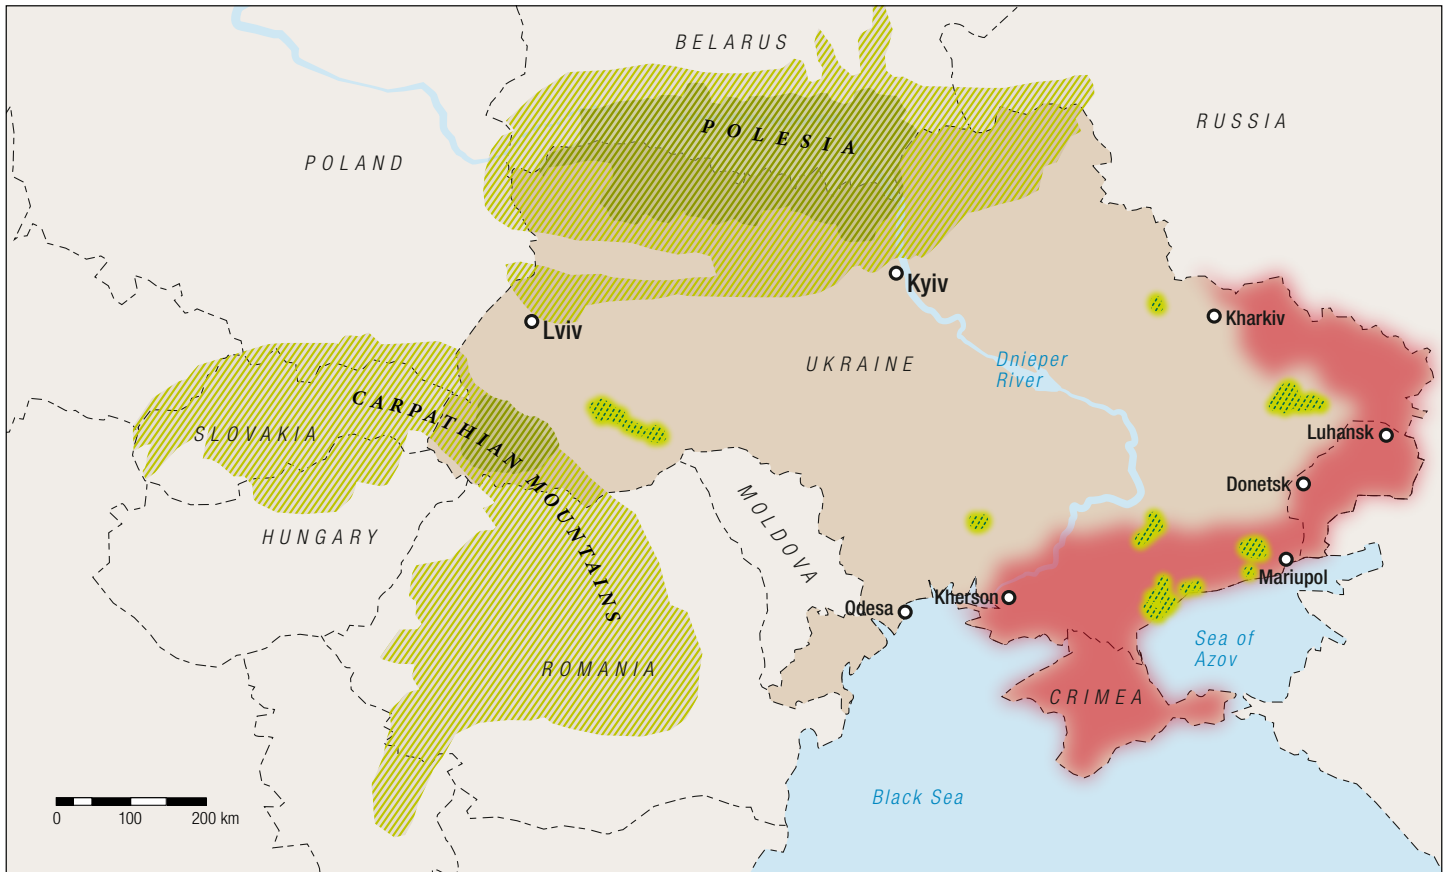 BELARUS
RUSSIA
POLESIA
POLAND
Kyiv
Kharkiv
Lviv
Dnieper
River
UKRAINE
CARPATHIAN MOUNTAINS
SLOVAKIA
Luhansk
Donetsk
HUNGARY
MOLDOVA
Mariupol
Kherson
Odesa
Sea of
Azov
ROMANIA
CRIMEA
Black Sea
0 100 200 km